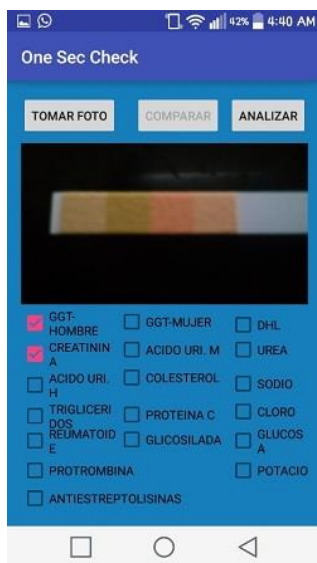 42% 4:40 AM
One Sec Check
TOMAR FOTO COMPARAR ANALIZAR
GGT-
HOMBRE
GGT-MUJER
DHL
CREATININ
A
ACIDO URI. M
UREA
ACIDO URI.
H
COLESTEROL
SODIO
TRIGLICERI
DOS
PROTEINA C
CLORO
REUMATOID
E
GLICOSILADA
GLUCOS
A
PROTROMBINA
POTACIO
ANTIESTREPTOLISINAS